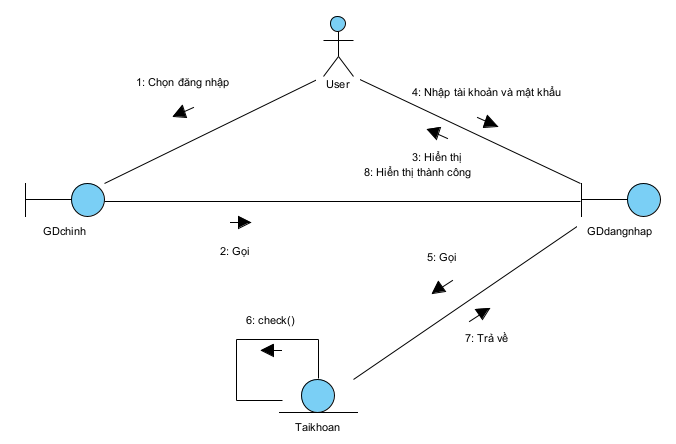 User
1: Chọn đăng nhập
4: Nhập tài khoản và mật khẩu
3: Hiển thị
8: Hiển thị thành công
GDchinh
GDdangnhap
2: Gọi
5: Gọi
6: check()
7: Trả về
Taikhoan